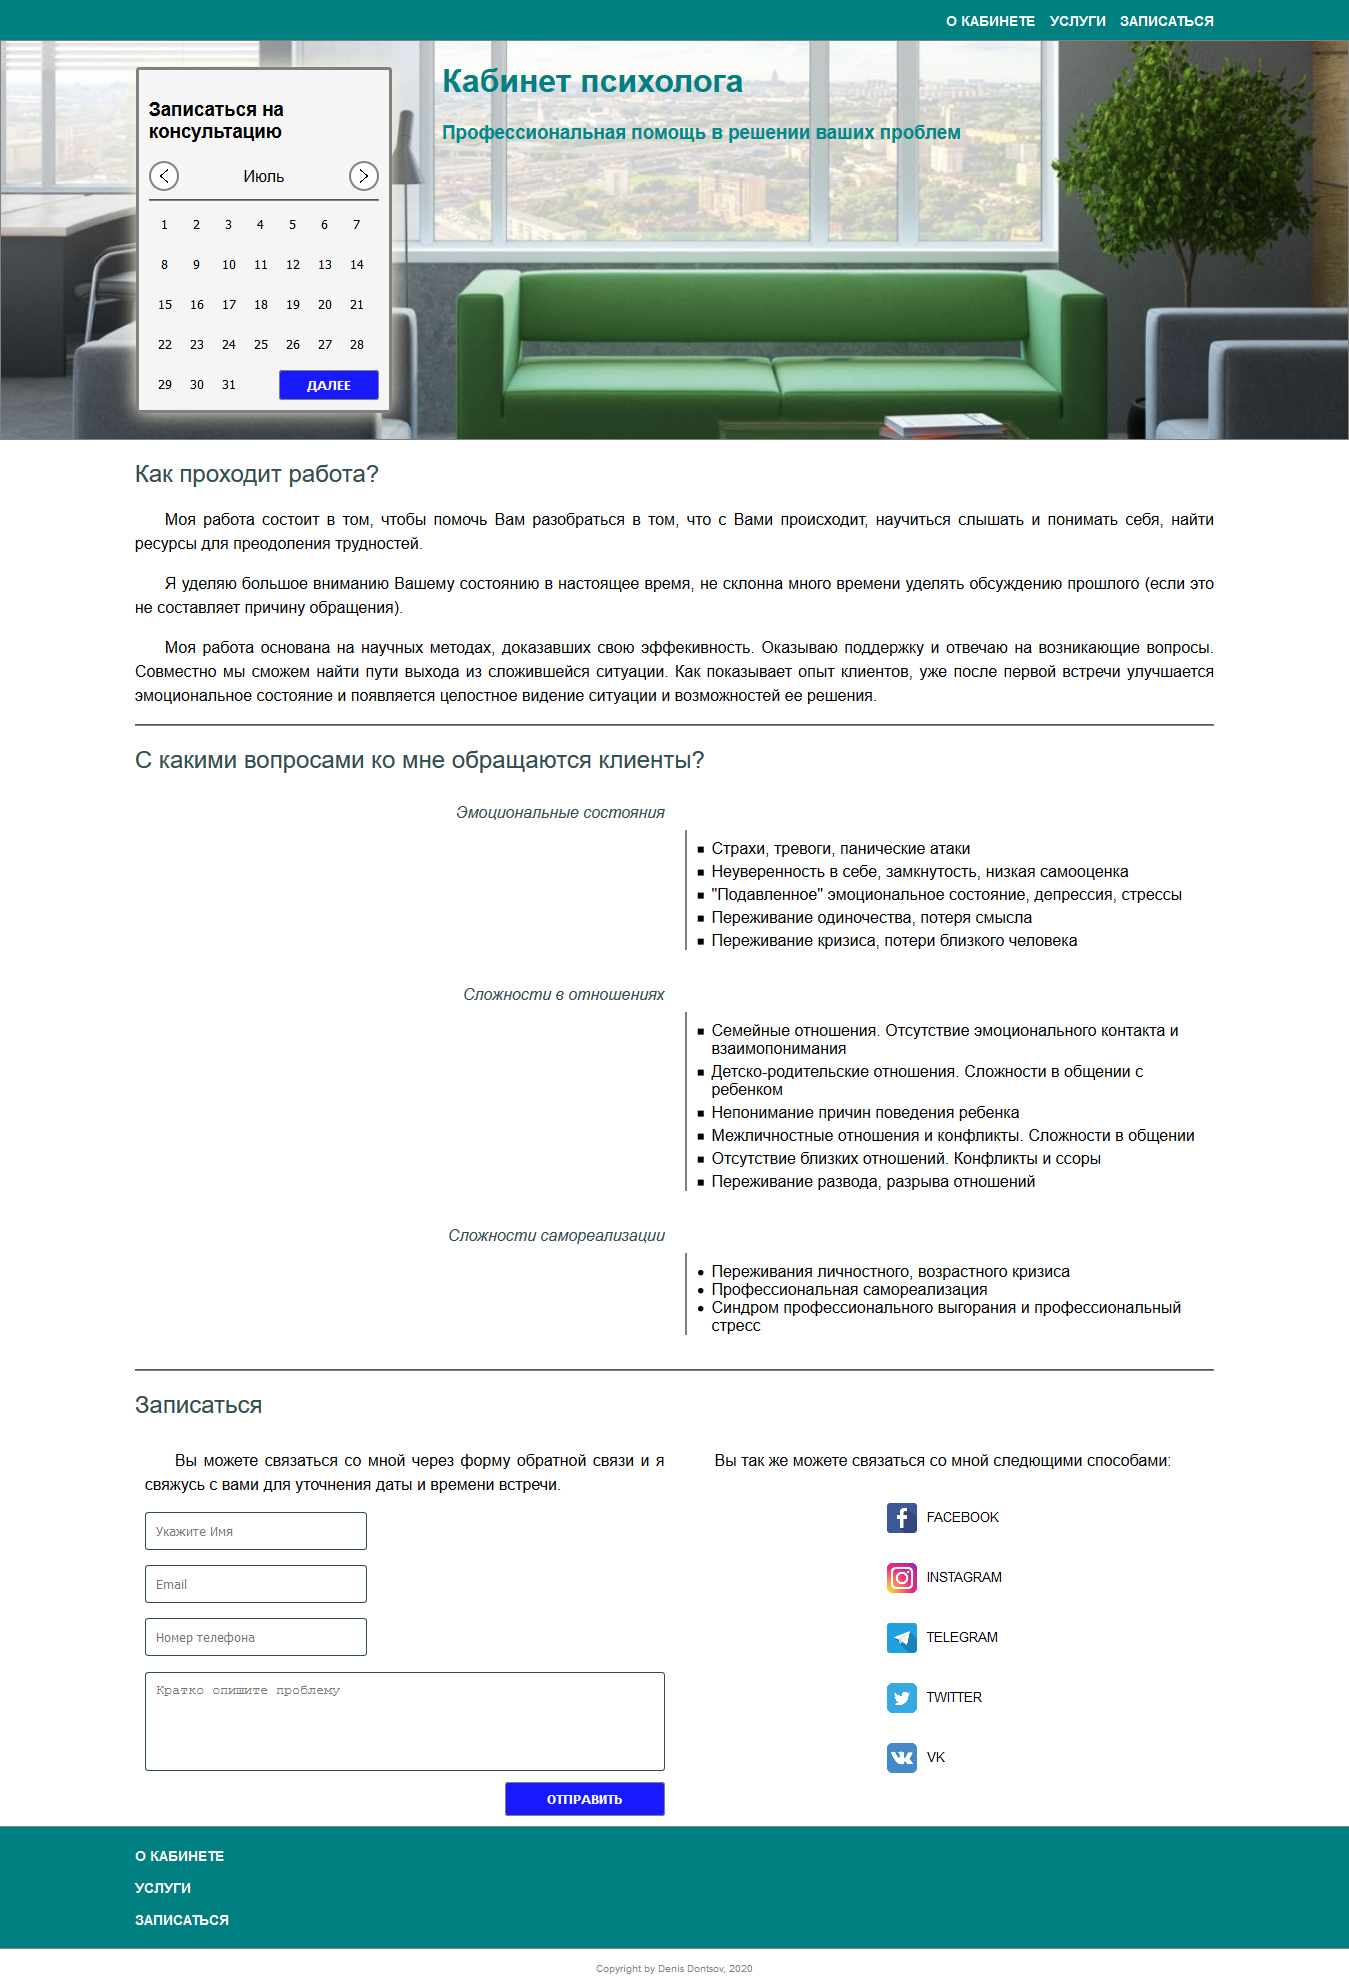 О КАБИНЕТЕ УСЛУГИ ЗАПИСАТЬСЯ
Кабинет психолога
Профессиональная помощь в решении ваших проблем
Записаться на
консультацию
Июль
1 2 3 4 5 6 7
8 9 10 11 12 13 14
15 16 17 18 19 20 21
22 23 24 25 26 27 28
29 30 31 ДАЛЕЕ
Как проходит работа?
Моя работа состоит в том, чтобы помочь Вам разобраться в том, что с Вами происходит, научиться слышать и понимать себя, найти
ресурсы для преодоления трудностей.
Я уделяю большое вниманию Вашему состоянию в настоящее время, не склонна много времени уделять обсуждению прошлого (если это
не составляет причину обращения).
Моя работа основана на научных методах, доказавших свою эффекивность. Оказываю поддержку и отвечаю на возникающие вопросы.
Совместно мы сможем найти пути выхода из сложившейся ситуации. Как показывает опыт клиентов, уже после первой встречи улучшается
эмоциональное состояние и появляется целостное видение ситуации и возможностей ее решения.
С какими вопросами ко мне обращаются клиенты?
Эмоциональные состояния
Страхи, тревоги, панические атаки
Неуверенность в себе, замкнутость, низкая самооценка
"Подавленное" эмоциональное состояние, депрессия, стрессы
Переживание одиночества, потеря смысла
Переживание кризиса, потери близкого человека
Сложности в отношениях
Семейные отношения. Отсутствие эмоционального контакта и
взаимопонимания
Детско-родительские отношения. Сложности в общении с
ребенком
Непонимание причин поведения ребенка
Межличностные отношения и конфликты. Сложности в общении
Отсутствие близких отношений. Конфликты и ссоры
Переживание развода, разрыва отношений
Сложности самореализации
Переживания личностного, возрастного кризиса
Профессиональная самореализация
Синдром профессионального выгорания и профессиональный
стресс
Записаться
Вы можете связаться со мной через форму обратной связи и я
свяжусь с вами для уточнения даты и времени встречи.
Укажите Имя
Email
Номер телефона
Кратко опишите проблему
ОТПРАВИТЬ
Вы так же можете связаться со мной следющими способами:
FACEBOOK
INSTAGRAM
TELEGRAM
TWITTER
VK
О КАБИНЕТЕ
УСЛУГИ
ЗАПИСАТЬСЯ
Copyright by Denis Dontsov, 2020